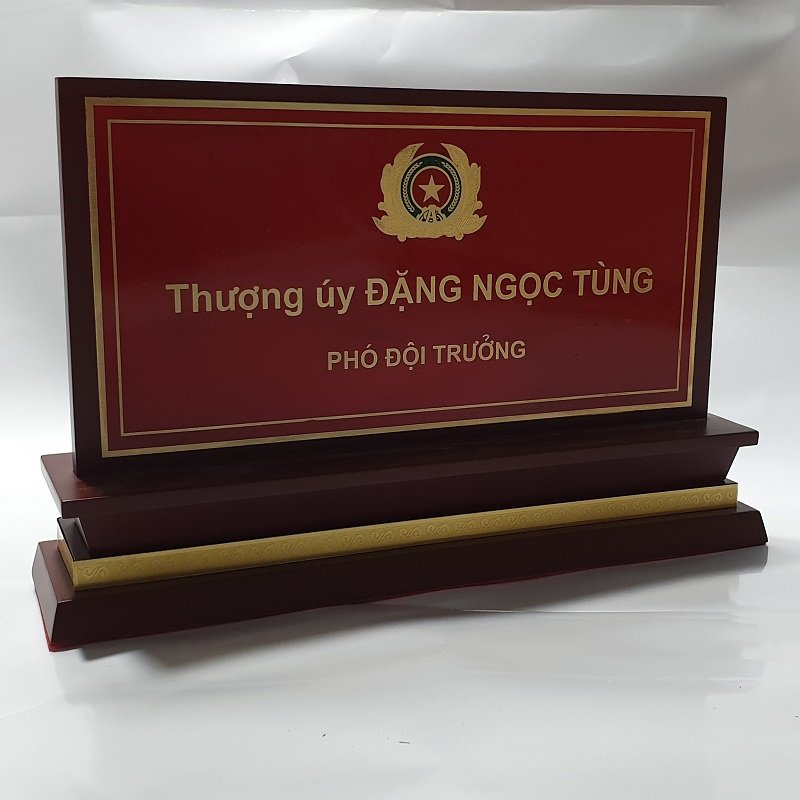 Thượng úy ĐẶNG NGỌC TÙNG
PHÓ ĐỘI TRƯỞNG